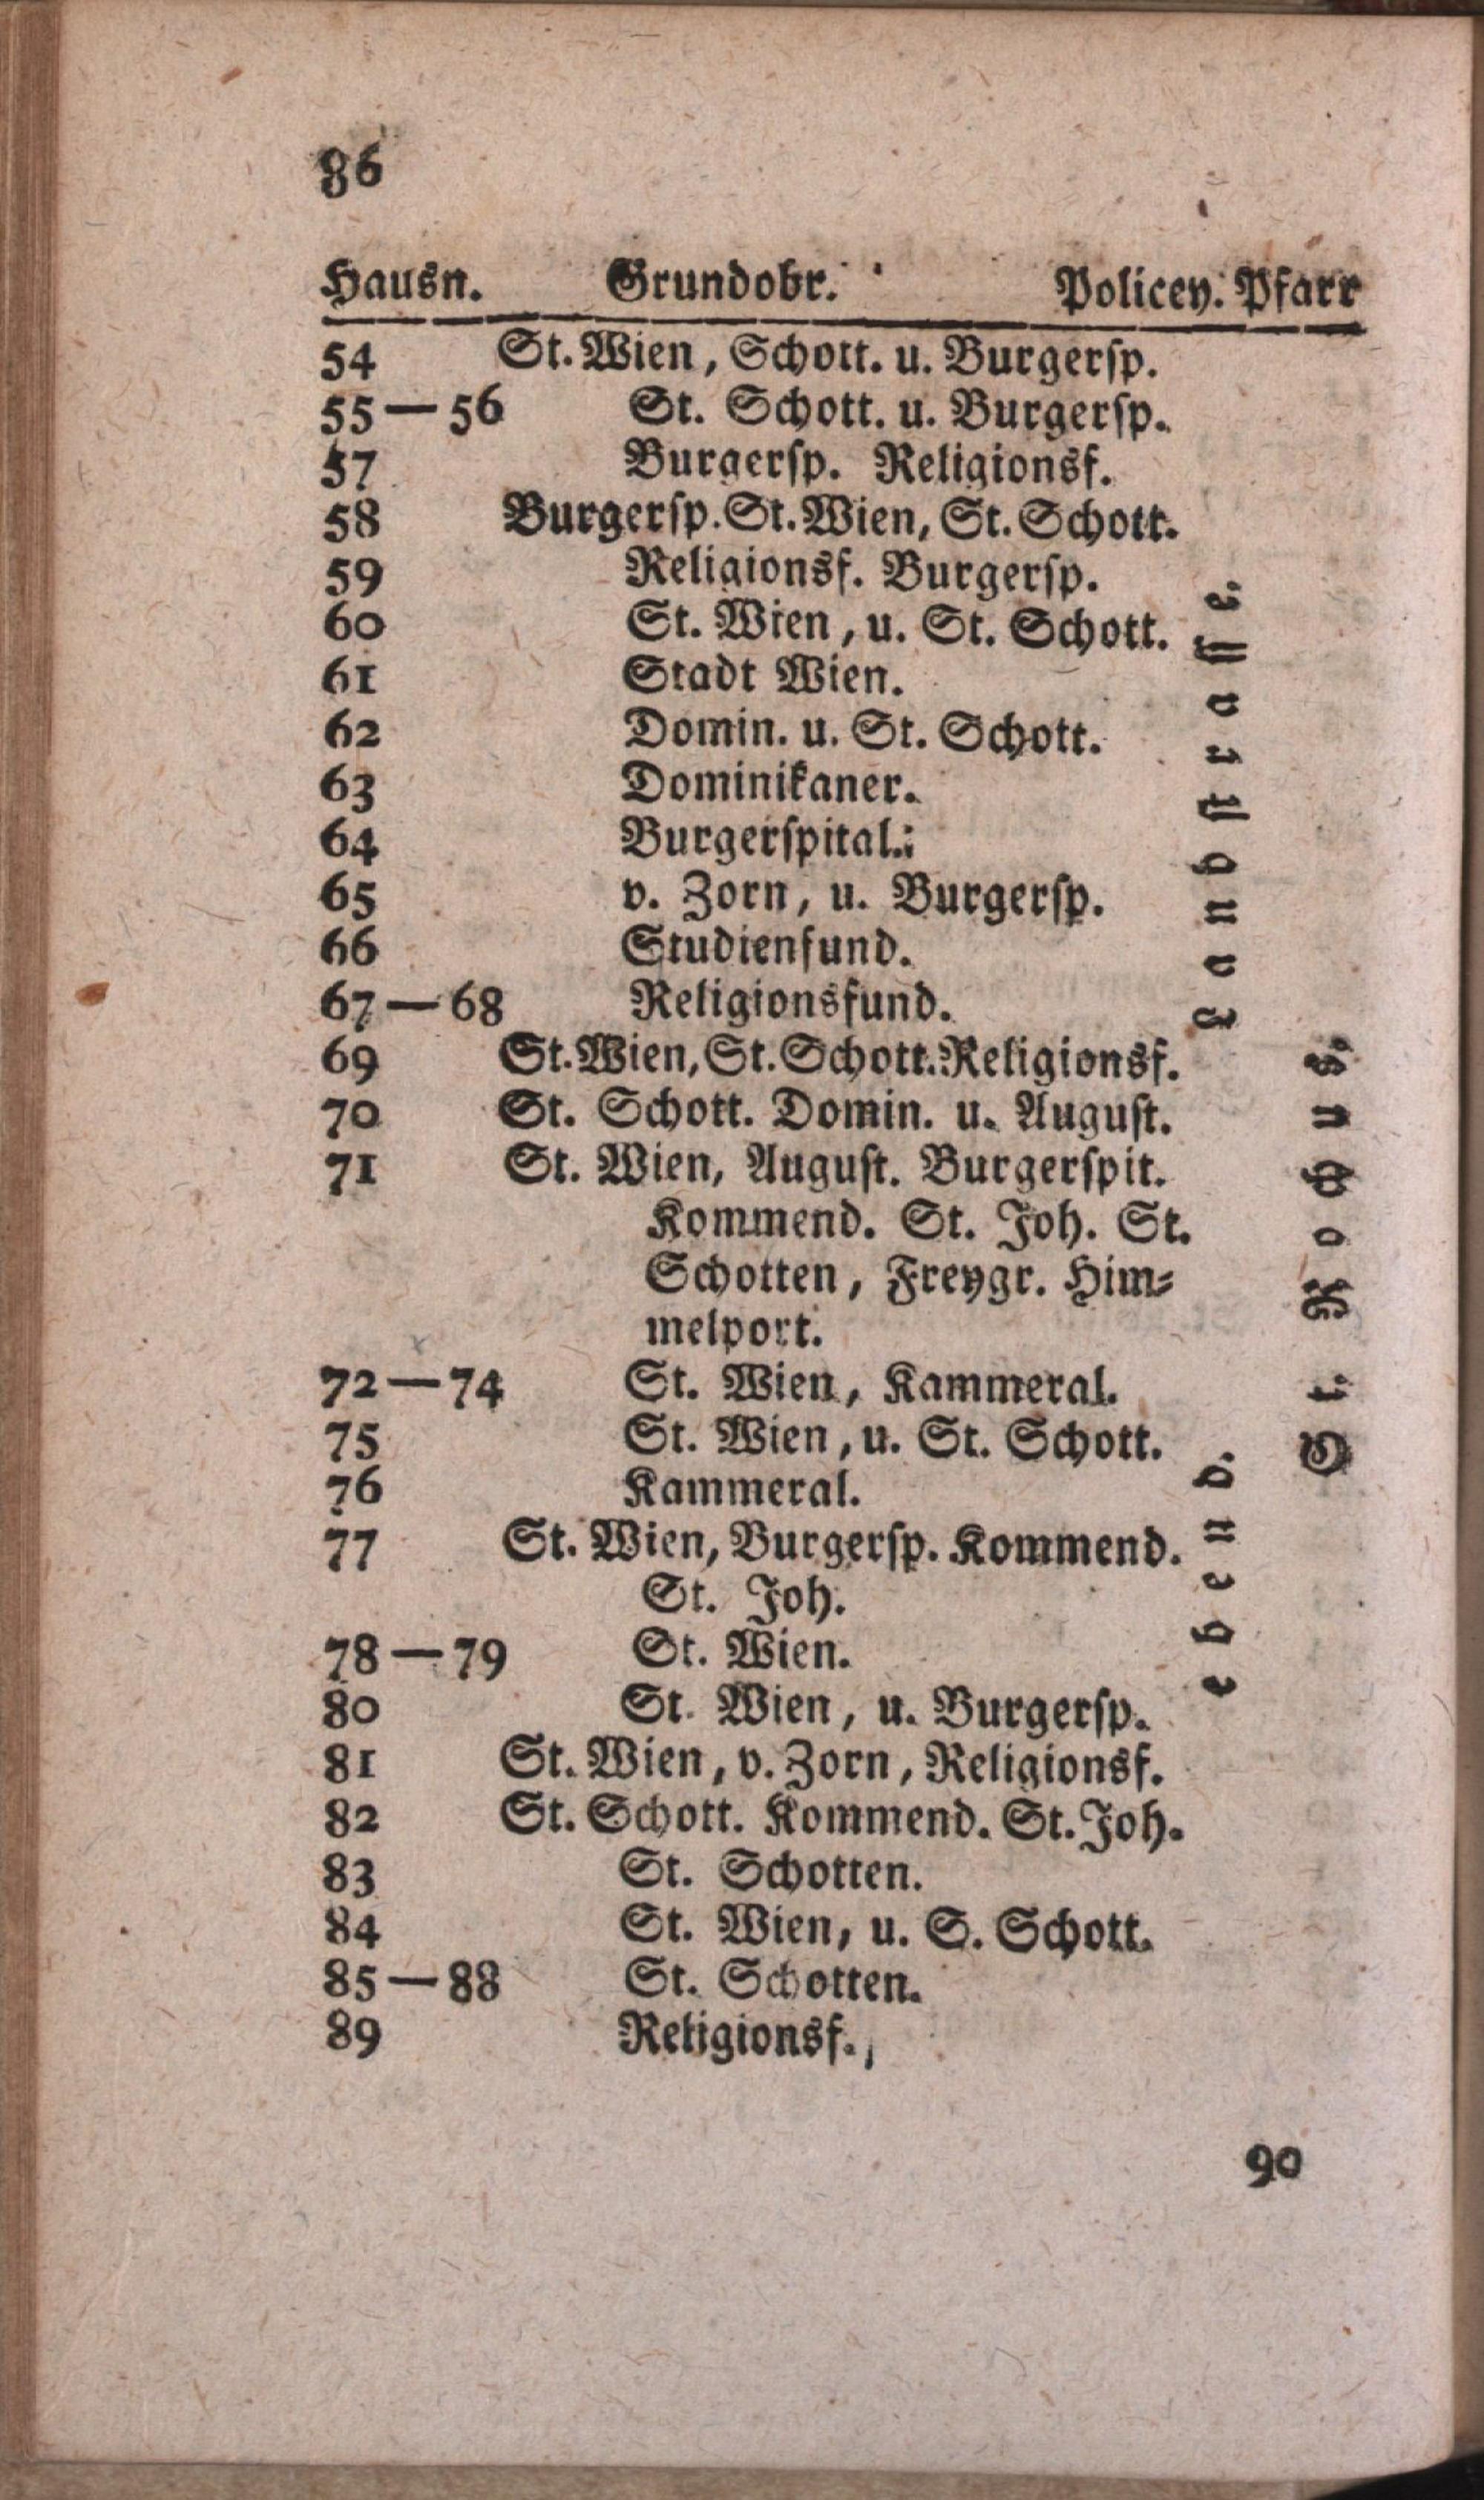 86
Hausn. Grundobr. Policey. Pfarr
54 St. Wien, Schott. u. Burgersp.
55 — 56 St. Schott. u. Burgersp.
57 Burgersp. Religionsf.
58 Burgersp. St. Wien, St. Schott.
59 Religionsf. Burgersp.
60 St. Wien, u. St. Schott.
61 Stadt Wien.
62 Domin. u. St. Schott.
63 Dominikaner.
64 Burgerspital.
65 v. Zorn, u. Burgersp.
66 Studienfund.
67 — 68 Religionsfund.
69 St. Wien, St. Schott. Religionsf.
70 St. Schott. Domin. u. August.
71 St. Wien, August. Burgerspit.
Kommend. St. Joh. St.
Schotten, Freygr. Him-
melport.
72 — 74 St. Wien, Kammeral.
75 St. Wien, u. St. Schott.
76 Kammeral.
77 St. Wien, Burgersp. Kommend.
St. Joh.
78 — 79 St. Wien.
80 St. Wien, u. Burgersp.
81 St. Wien, v. Zorn, Religionsf.
82 St. Schott. Kommend. St. Joh.
83 St. Schotten.
84 St. Wien, u. S. Schott.
85 — 88 St. Schotten.
89 Religionsf.,
Landstrasse.
ebend.
St. Rochus.
90